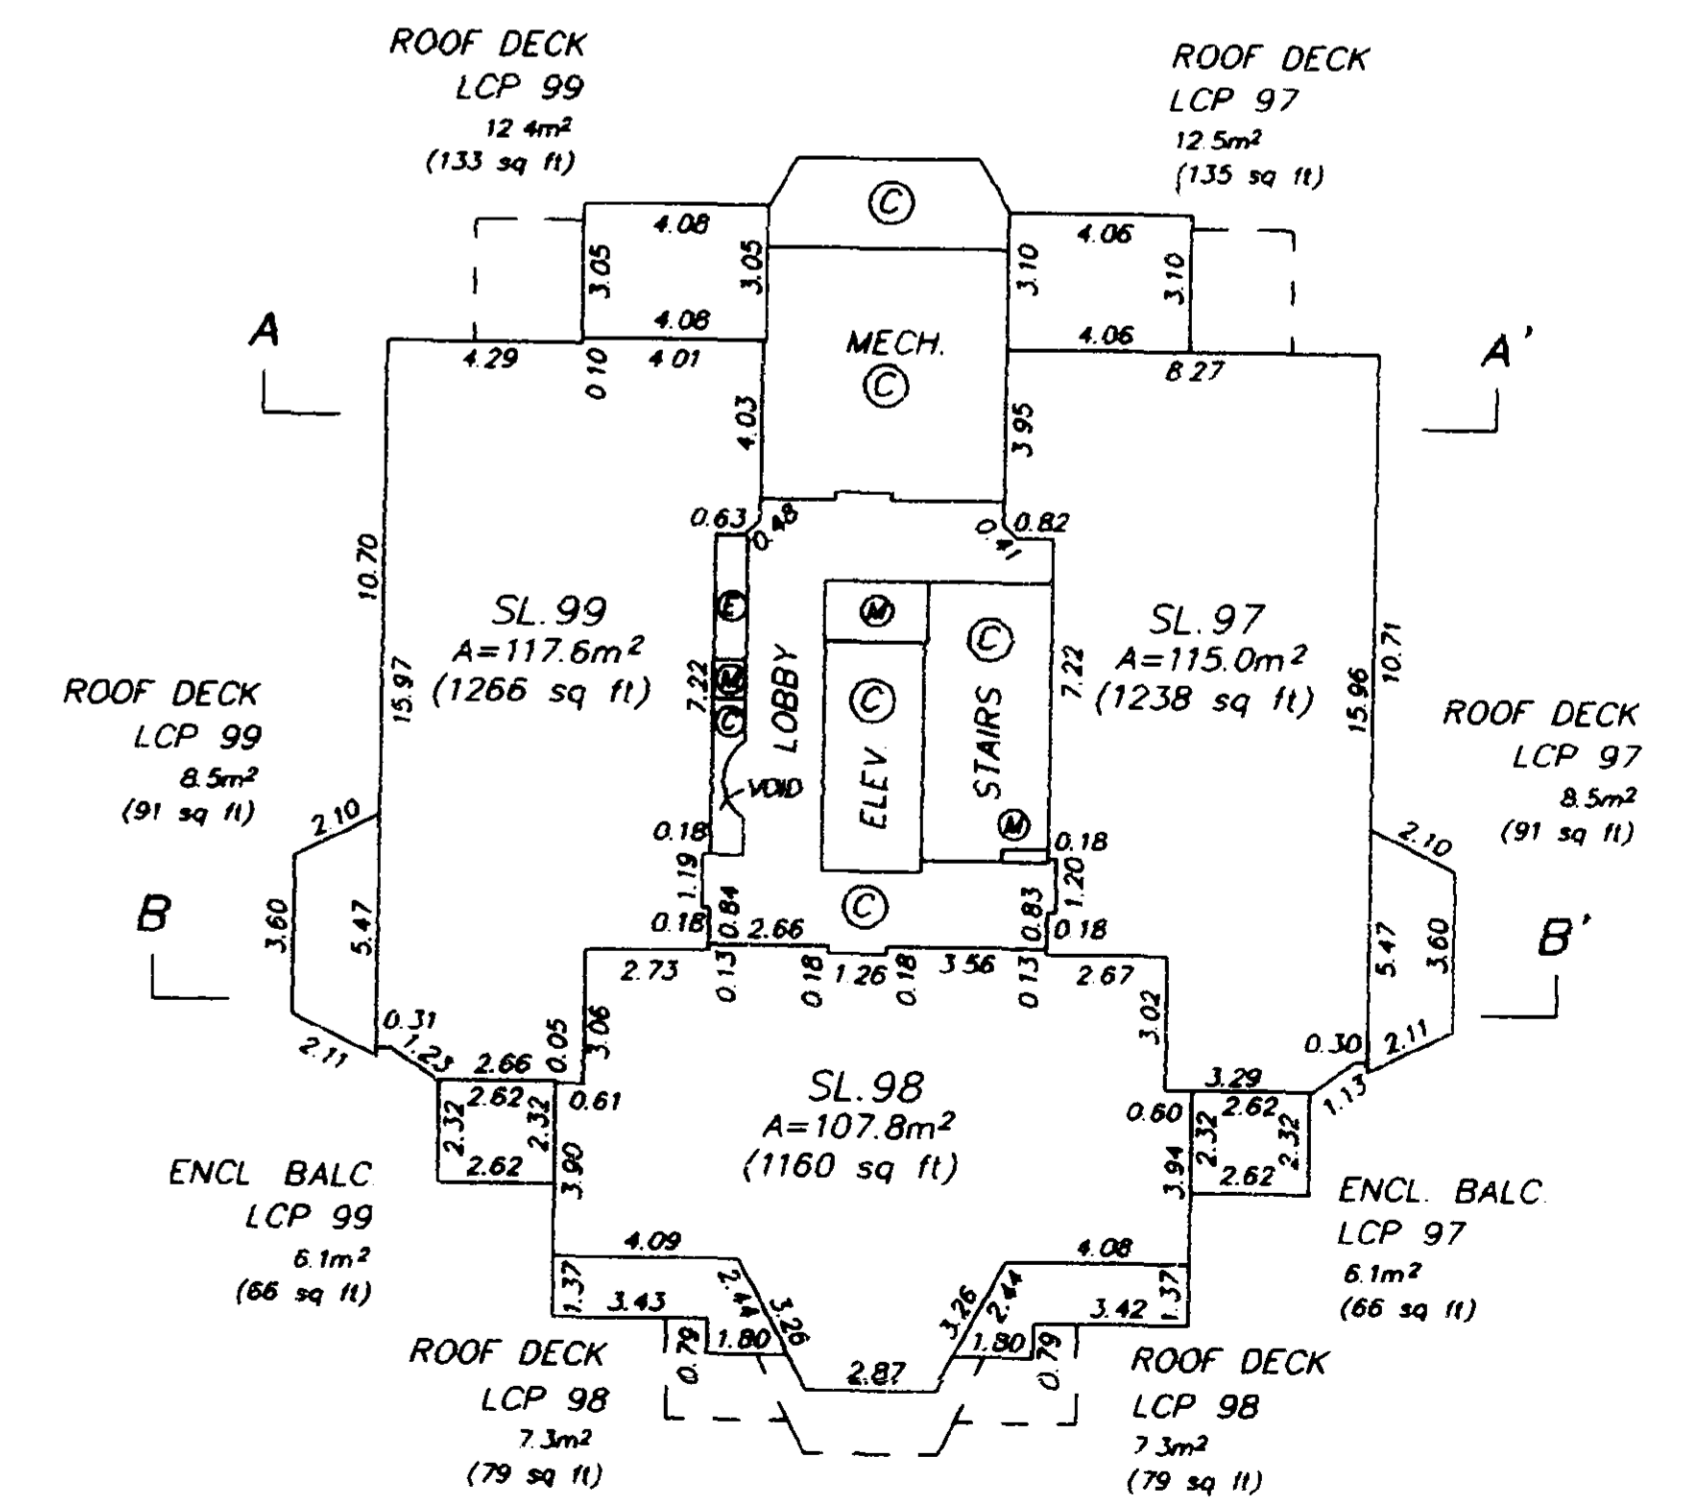 ROOF DECK
LCP 99
12.4m²
(133 sq ft)
ROOF DECK
LCP 97
12.5m²
(135 sq ft)
C
4.08
3.05
3.05
4.08
4.06
3.10
3.10
4.06
A
A'
4.29
0.10
4.01
MECH.
C
8.27
4.03
3.95
0.63
0.48
0.41
0.82
10.70
15.97
SL.99
A=117.6m²
(1266 sq ft)
E
M
C
7.22
LOBBY
VOID
M
C
ELEV.
C
STAIRS
M
7.22
SL.97
A=115.0m²
(1238 sq ft)
15.96
10.71
ROOF DECK
LCP 99
8.5m²
(91 sq ft)
ROOF DECK
LCP 97
8.5m²
(91 sq ft)
2.10
3.60
5.47
2.11
2.10
5.47
3.60
2.11
B
B'
0.18
1.19
0.18
0.84
2.66
C
0.18
1.20
0.83
0.18
2.73
0.13
0.18
1.26
0.18
3.56
0.13
2.67
0.31
1.23
2.66
0.05
3.06
3.02
0.30
1.13
3.29
2.62
2.32
2.32
2.62
0.61
SL.98
A=107.8m²
(1160 sq ft)
0.60
2.62
2.32
2.32
2.62
3.90
3.94
ENCL BALC.
LCP 99
6.1m²
(66 sq ft)
ENCL. BALC.
LCP 97
6.1m²
(66 sq ft)
4.09
4.08
1.37
3.43
2.44
3.26
3.26
2.44
3.42
1.37
0.79
1.80
2.87
1.80
0.79
ROOF DECK
LCP 98
7.3m²
(79 sq ft)
ROOF DECK
LCP 98
7.3m²
(79 sq ft)